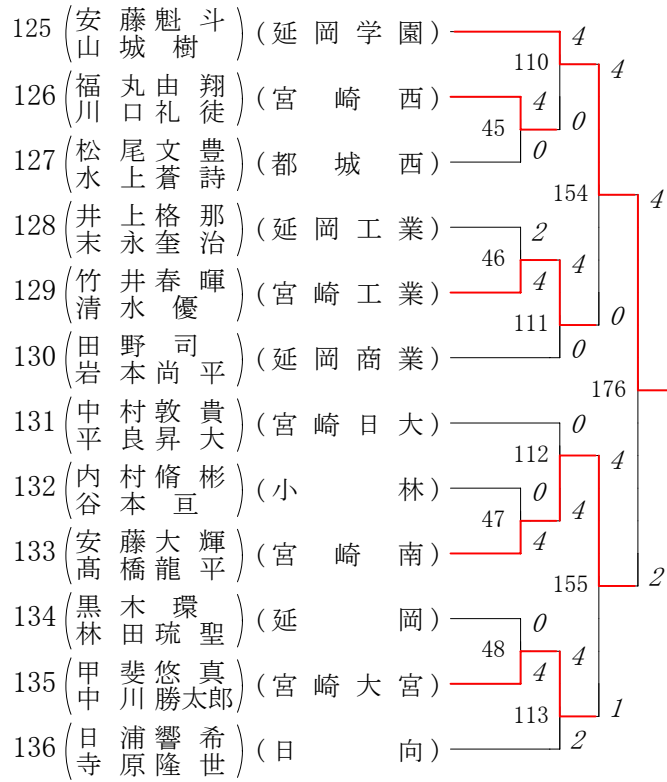 125 (安藤魁斗 山城樹) (延岡学園) 4
110 4
126 (福丸由翔 川口礼徒) (宮崎西) 4 0
45
127 (松尾文豊 水上蒼詩) (都城西) 0
154 4
128 (井上格那 末永奎治) (延岡工業) 2
46 4
129 (竹井春暉 清水優) (宮崎工業) 4
111 0
130 (田野司 岩本尚平) (延岡商業) 0
176
131 (中村敦貴 平良昇大) (宮崎日大) 0
112 4
132 (内村脩彬 谷本亘) (小林) 0
47 4
133 (安藤大輝 髙橋龍平) (宮崎南) 4
155 2
134 (黒木環 林田琉聖) (延岡) 0
48 4
135 (甲斐悠真 中川勝太郎) (宮崎大宮) 4
113 1
136 (日浦響希 寺原隆世) (日向) 2